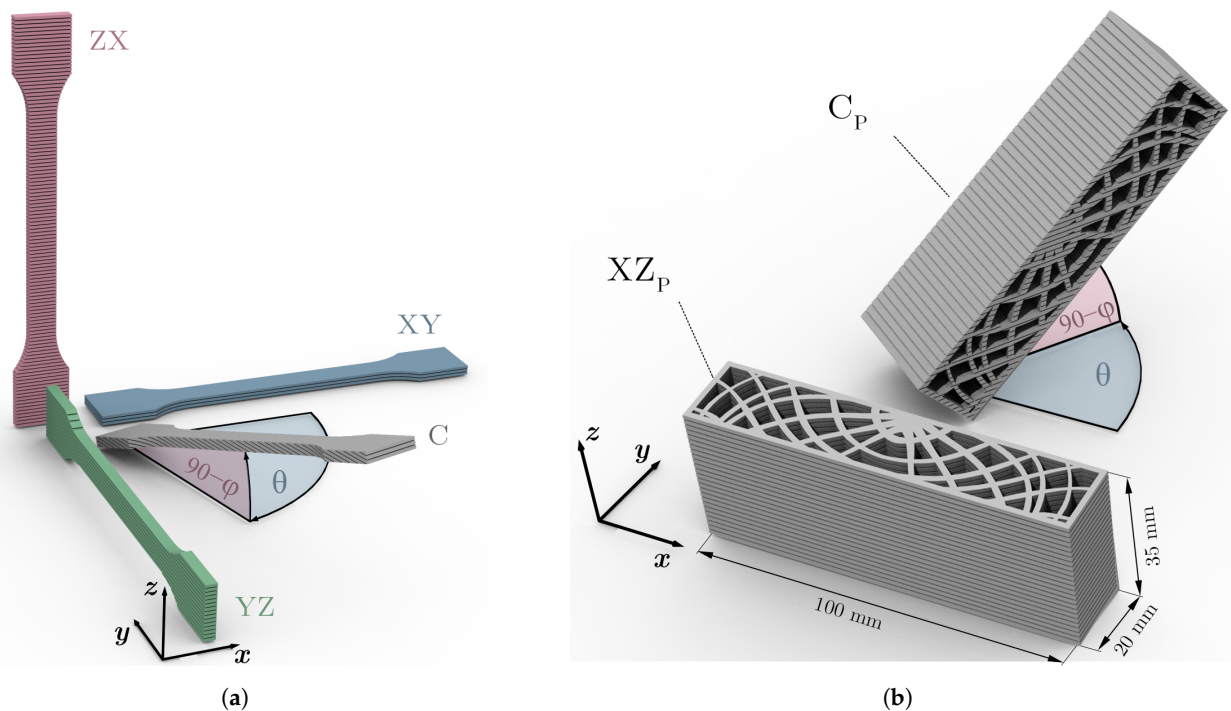 ZX
XY
C
90−φ
θ
YZ
z
y
x
(a)
C_P
XZ_P
90−φ
θ
z
y
x
35 mm
100 mm
20 mm
(b)